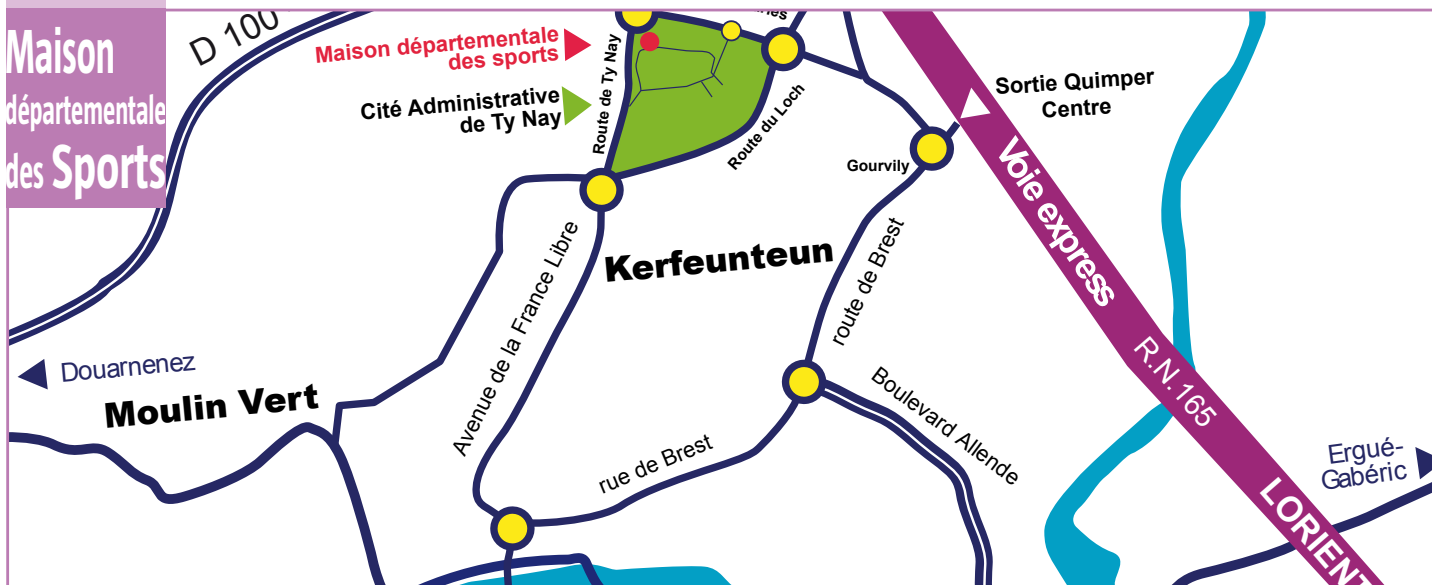 Maison
départementale
des Sports
D 100
Maison départementale
des sports
Cité Administrative
de Ty Nay
Route de Ty Nay
Route du Loch
Sortie Quimper
Centre
Gourvily
Voie express
Kerfeunteun
Avenue de la France Libre
route de Brest
Douarnenez
Moulin Vert
R.N.165
Boulevard Allende
rue de Brest
Ergué-
Gabéric
LORIENT